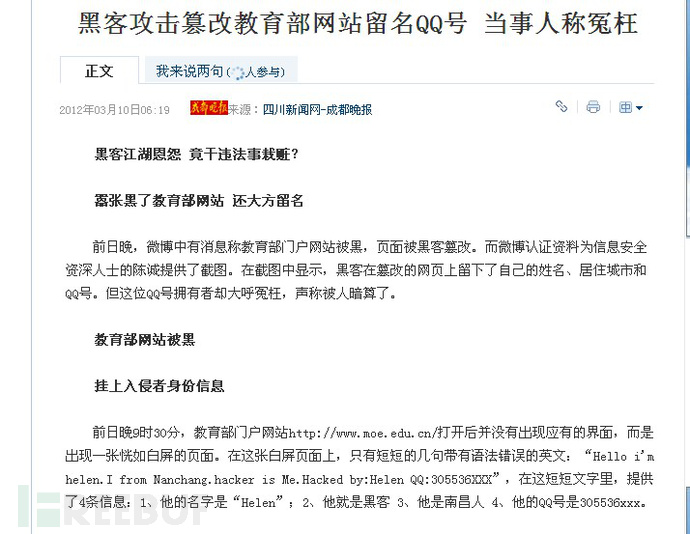 黑客攻击篡改教育部网站留名QQ号 当事人称冤枉
正文
我来说两句(人参与)
2012年03月10日06:19
成都晚报
来源：四川新闻网-成都晚报
黑客江湖恩怨 竟干违法事栽赃？
嚣张黑了教育部网站 还大方留名
前日晚，微博中有消息称教育部门户网站被黑，页面被黑客篡改。而微博认证资料为信息安全
资深人士的陈诚提供了截图。在截图中显示，黑客在篡改的网页上留下了自己的姓名、居住城市和
QQ号。但这位QQ号拥有者却大呼冤枉，声称被人暗算了。
教育部网站被黑
挂上入侵者身份信息
前日晚9时30分，教育部门户网站http://www.moe.edu.cn/打开后并没有出现应有的界面，而是
出现一张恍如白屏的页面。在这张白屏页面上，只有短短的几句带有语法错误的英文：“Hello i'm
helen.I from Nanchang.hacker is Me.Hacked by:Helen QQ:305536XXX”，在这短短文字里，提供
了4条信息：1、他的名字是“Helen”；2、他就是黑客 3、他是南昌人 4、他的QQ号是305536xxx。
FREEBUF